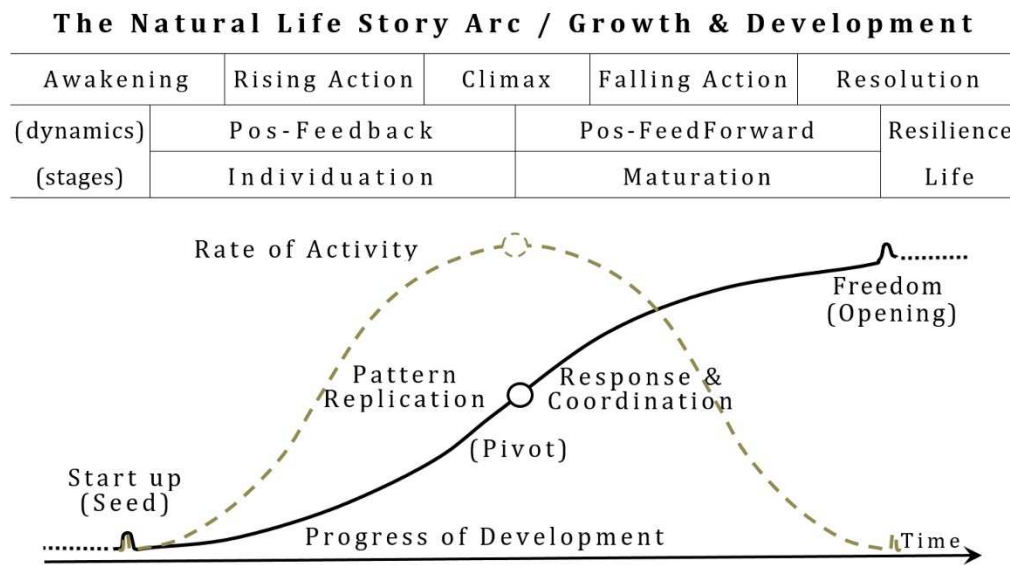 The Natural Life Story Arc / Growth & Development
Awakening Rising Action Climax Falling Action Resolution
(dynamics) Pos-Feedback Pos-FeedForward Resilience
(stages) Individuation Maturation Life
Rate of Activity
Freedom
(Opening)
Pattern
Replication
Response &
Coordination
(Pivot)
Start up
(Seed)
Progress of Development
Time